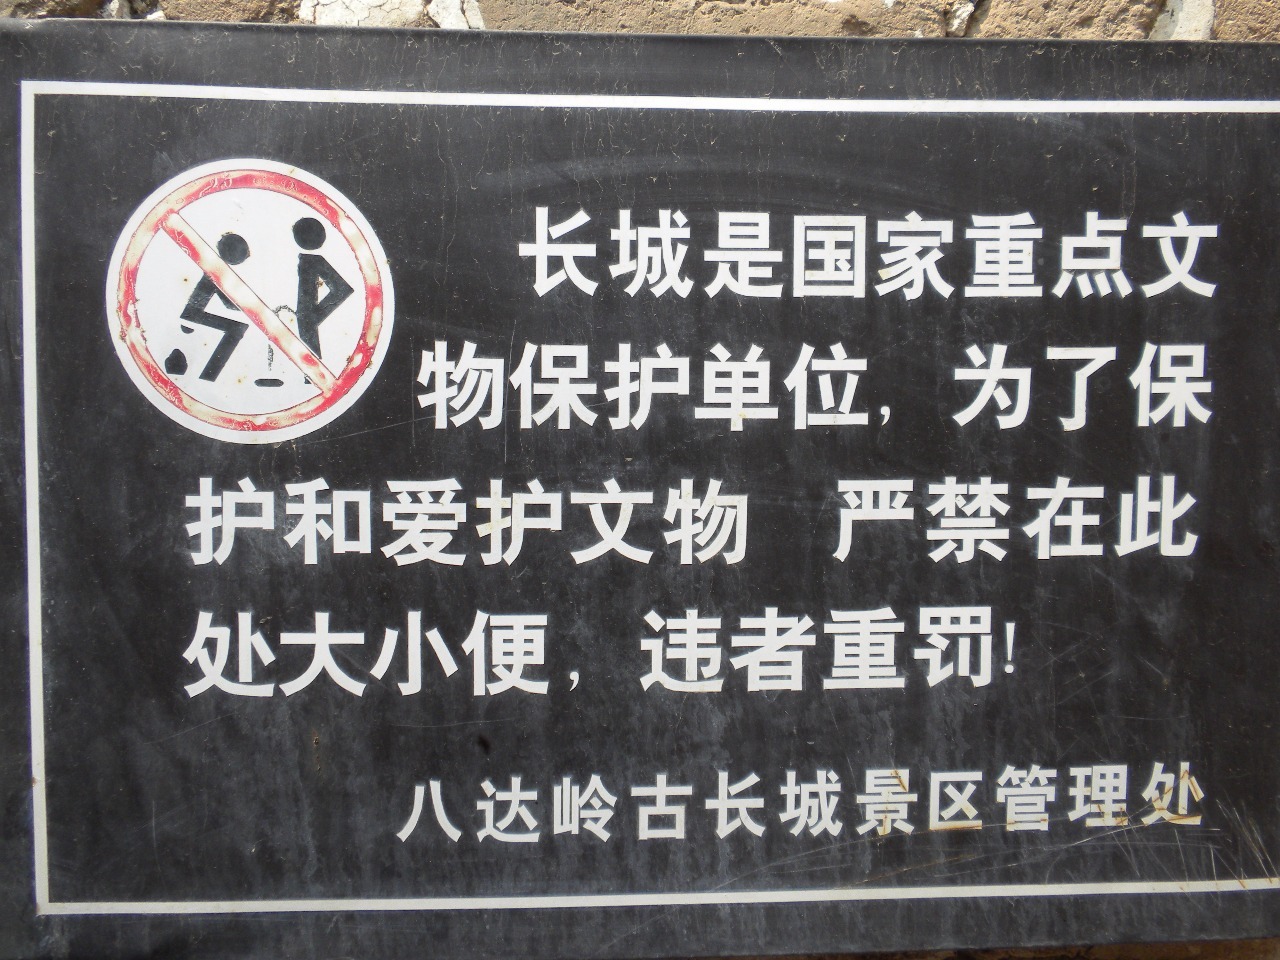 长城是国家重点文
物保护单位，为了保
护和爱护文物 严禁在此
处大小便，违者重罚！
八达岭古长城景区管理处